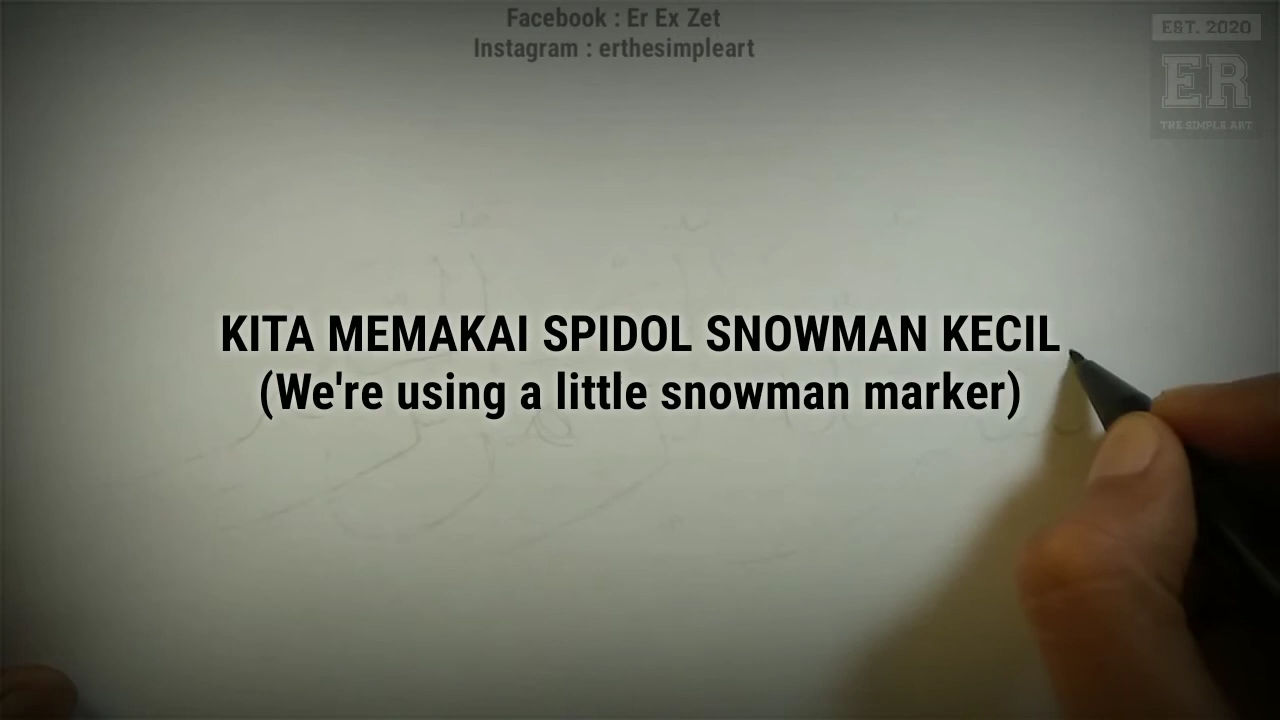 Facebook : Er Ex Zet
Instagram : erthesimpleart
EST. 2020
ER
THE SIMPLE ART
KITA MEMAKAI SPIDOL SNOWMAN KECIL
(We're using a little snowman marker)